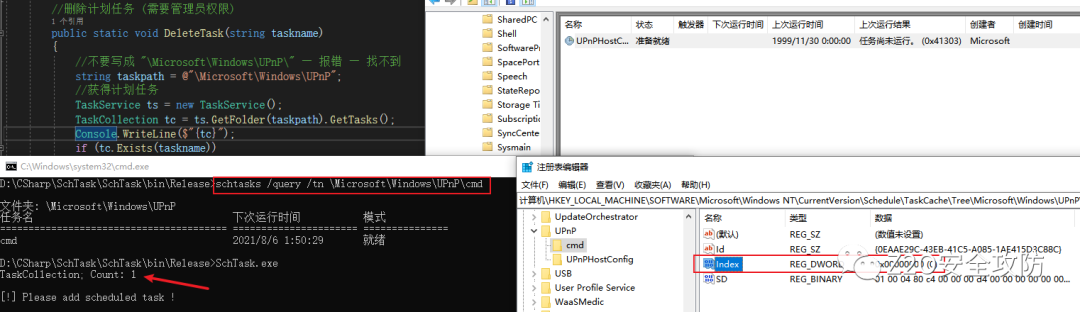 //删除计划任务 (需要管理员权限)
1 个引用
public static void DeleteTask(string taskname)
{
//不要写成 "\Microsoft\Windows\UPnP\" — 报错 — 找不到
string taskpath = @"\Microsoft\Windows\UPnP";
//获得计划任务
TaskService ts = new TaskService();
TaskCollection tc = ts.GetFolder(taskpath).GetTasks();
Console.WriteLine($"{tc}");
if (tc.Exists(taskname))
SharedPC
Shell
SoftwarePr
SpacePort
Speech
StateRepo
Storage Ti
Subscriptio
SyncCente
Sysmain
名称 状态 触发器 下次运行时间 上次运行时间 上次运行结果 创建者 创建时间
UPnPHostC... 准备就绪 1999/11/30 0:00:00 任务尚未运行。 (0x41303) Microsoft
C:\Windows\system32\cmd.exe
D:\CSharp\SchTask\SchTask\bin\Release>schtasks /query /tn \Microsoft\Windows\UPnP\cmd
文件夹: \Microsoft\Windows\UPnP
任务名 下次运行时间 模式
cmd 2021/8/6 1:50:29 就绪
D:\CSharp\SchTask\SchTask\bin\Release>SchTask.exe
TaskCollection; Count: 1
[!] Please add scheduled task !
注册表编辑器
文件(F) 编辑(E) 查看(V) 收藏夹(A) 帮助(H)
计算机\HKEY_LOCAL_MACHINE\SOFTWARE\Microsoft\Windows NT\CurrentVersion\Schedule\TaskCache\Tree\Microsoft\Windows\UPnP\
UpdateOrchestrator
UPnP
cmd
UPnPHostConfig
USB
User Profile Service
WaaSMedic
名称 类型 数据
(默认) REG_SZ (数值未设置)
Id REG_SZ {0EAAE29C-43EB-41C5-A085-1AE415D3C88C}
Index REG_DWORD
SD REG_BINARY 01 00 04 80 c4 00 00 00 d4 00 00 00 00 00 00 00...
Z2O安全攻防